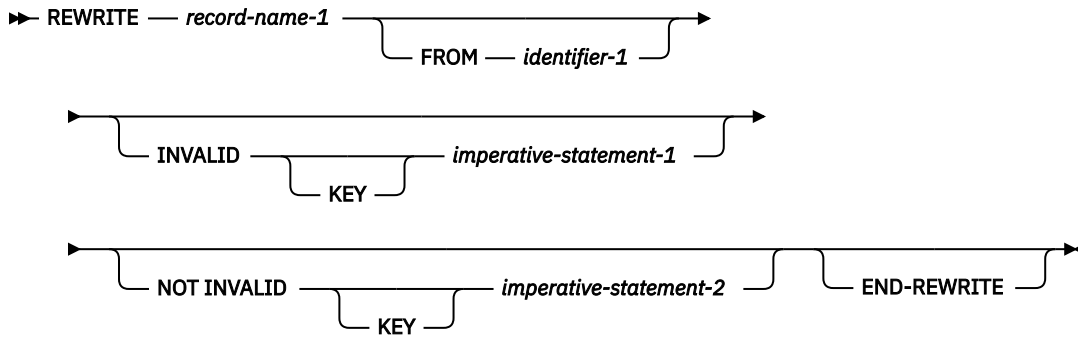 REWRITE record-name-1
FROM identifier-1
INVALID imperative-statement-1
KEY
NOT INVALID imperative-statement-2 END-REWRITE
KEY